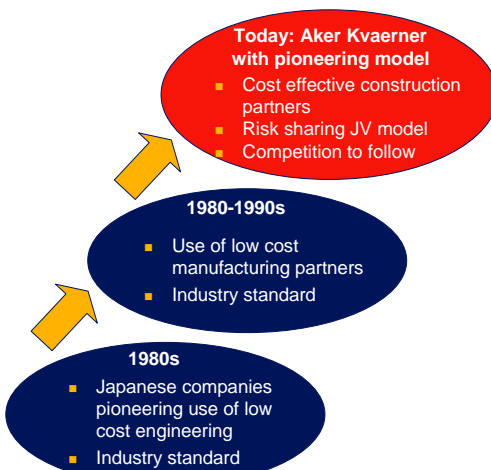 Today: Aker Kvaerner
with pioneering model
Cost effective construction
partners
Risk sharing JV model
Competition to follow
1980-1990s
Use of low cost
manufacturing partners
Industry standard
1980s
Japanese companies
pioneering use of low
cost engineering
Industry standard